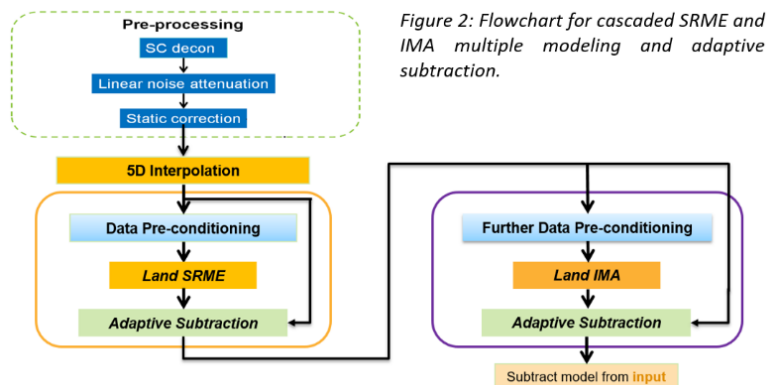 Pre-processing
SC decon
Linear noise attenuation
Static correction
Figure 2: Flowchart for cascaded SRME and
IMA multiple modeling and adaptive
subtraction.
5D Interpolation
Data Pre-conditioning
Land SRME
Adaptive Subtraction
Further Data Pre-conditioning
Land IMA
Adaptive Subtraction
Subtract model from input